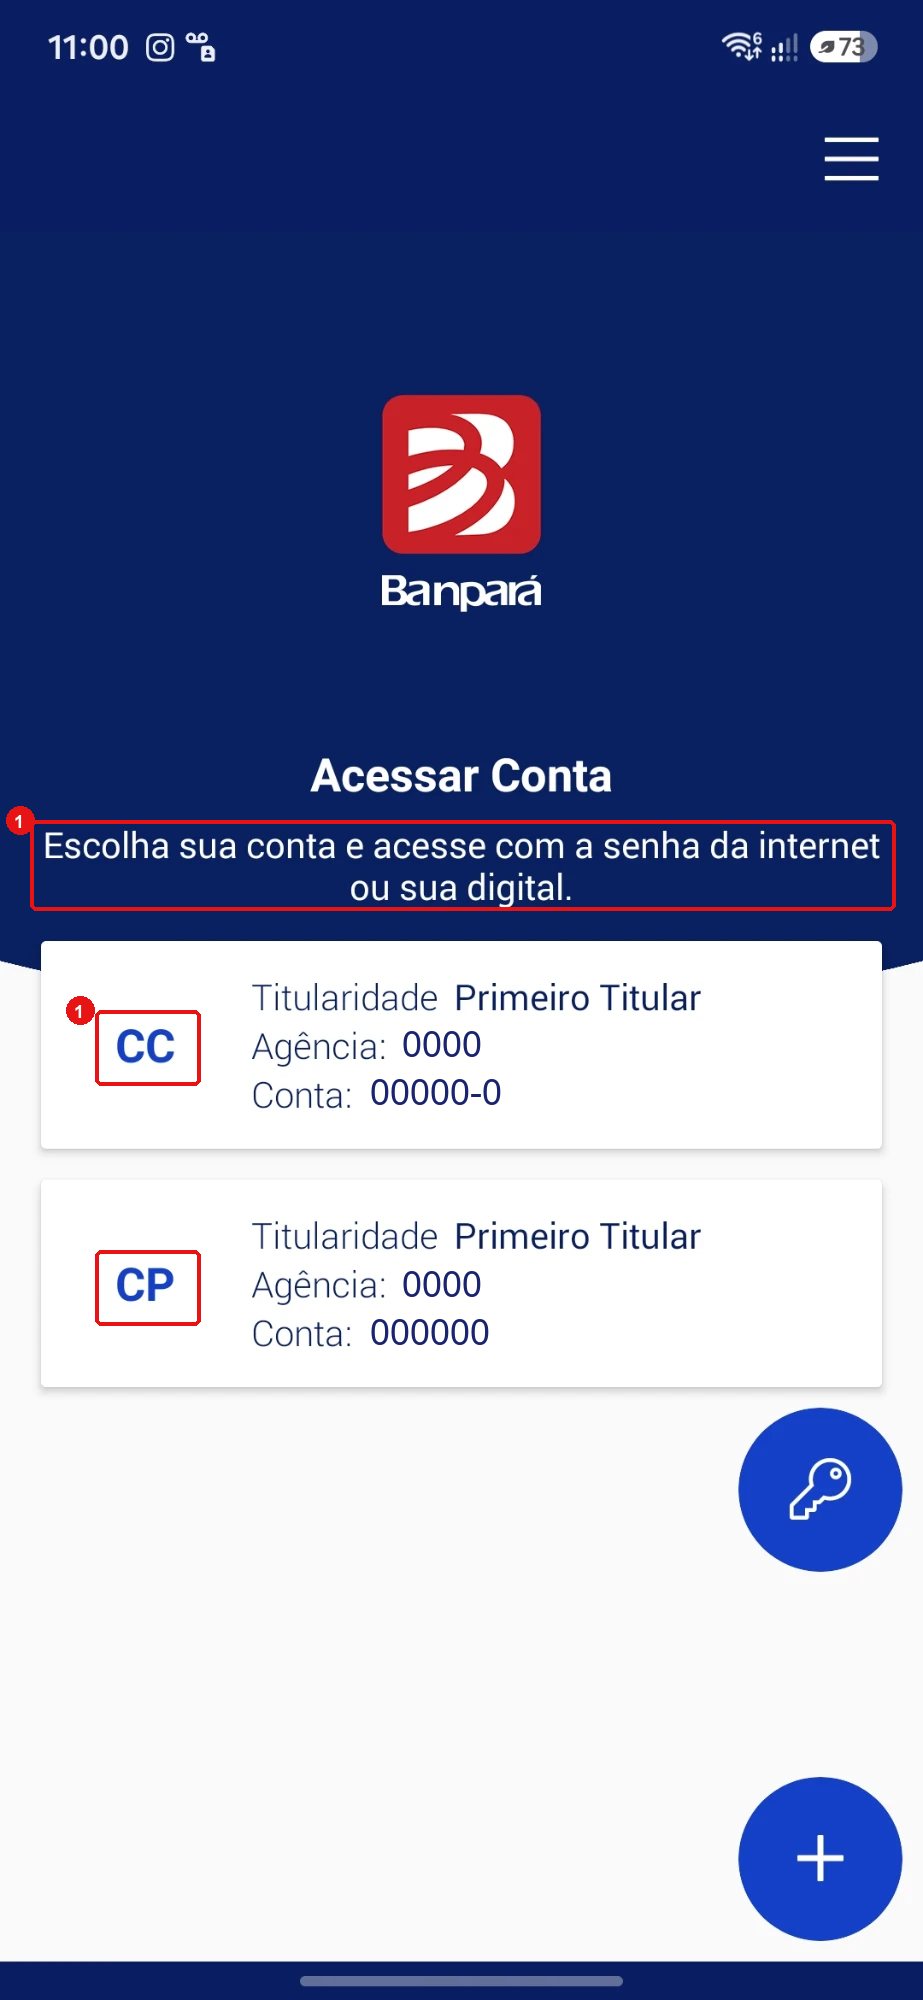 11:00
6
73
Banpará
Acessar Conta
1
Escolha sua conta e acesse com a senha da internet
ou sua digital.
1
CC
Titularidade Primeiro Titular
Agência: 0000
Conta: 00000-0
CP
Titularidade Primeiro Titular
Agência: 0000
Conta: 000000